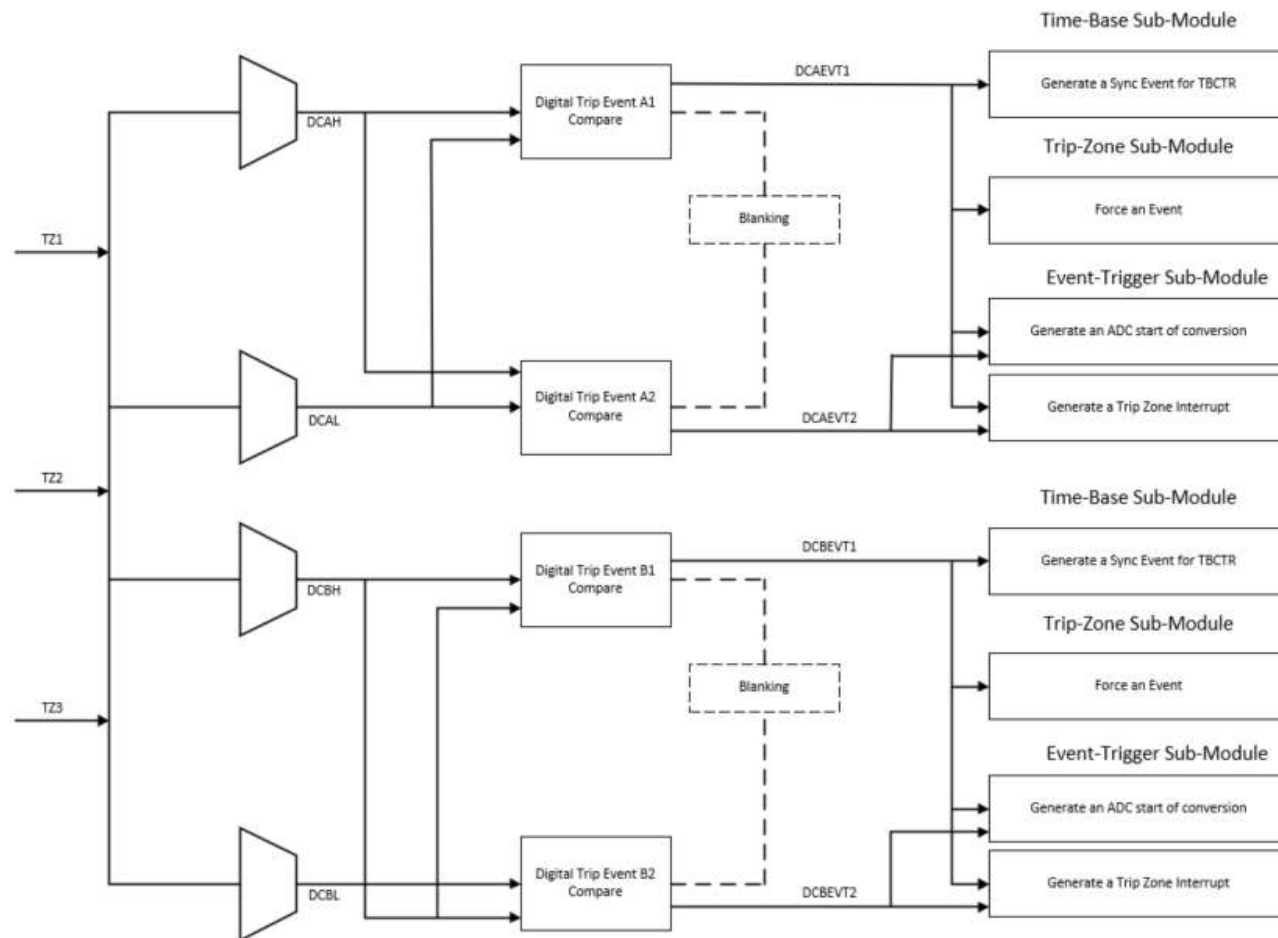 Time-Base Sub-Module
DCAEVT1
Generate a Sync Event for TBCTR
Digital Trip Event A1
Compare
DCAH
Trip-Zone Sub-Module
Blanking
Force an Event
TZ1
Event-Trigger Sub-Module
Generate an ADC start of conversion
Digital Trip Event A2
Compare
Generate a Trip Zone Interrupt
DCAL
DCAEVT2
TZ2
Time-Base Sub-Module
DCBEVT1
Generate a Sync Event for TBCTR
Digital Trip Event B1
Compare
DCBH
Trip-Zone Sub-Module
Blanking
Force an Event
TZ3
Event-Trigger Sub-Module
Generate an ADC start of conversion
Digital Trip Event B2
Compare
Generate a Trip Zone Interrupt
DCBL
DCBEVT2